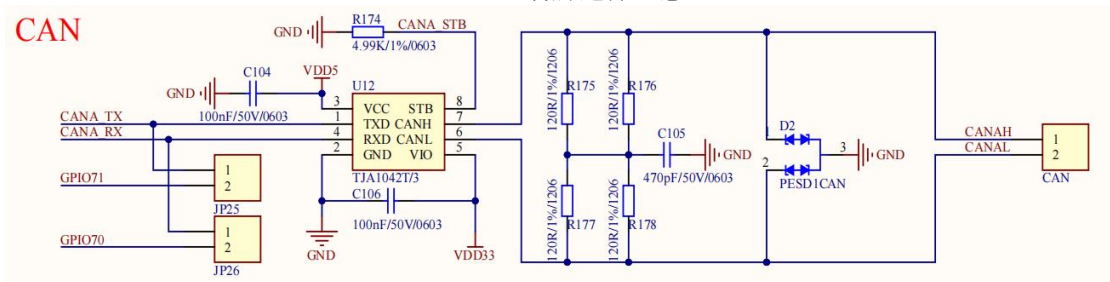 CAN
R174
CANA_STB
GND
4.99K/1%/0603
C104
VDD5
U12
GND
100nF/50V/0603
3 VCC STB 8
CANA_TX
1 TXD CANH 7
CANA_RX
4 RXD CANL 6
2 GND VIO 5
TJA1042T/3
1
GPIO71
2
JP25
C106
100nF/50V/0603
1
GPIO70
2
JP26
GND
VDD33
120R/1%/1206
R175
120R/1%/1206
R176
C105
GND
470pF/50V/0603
120R/1%/1206
R177
120R/1%/1206
R178
D2
1
2
3
GND
PESD1CAN
CANAH
1
CANAL
2
CAN